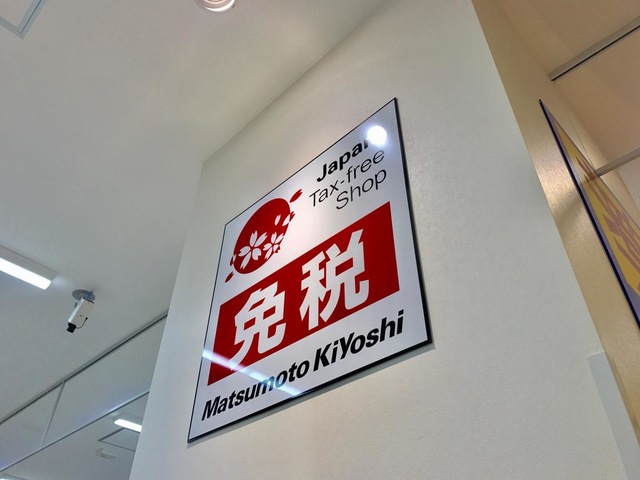 Japan
Tax-free
Shop
免税
Matsumoto KiYoshi